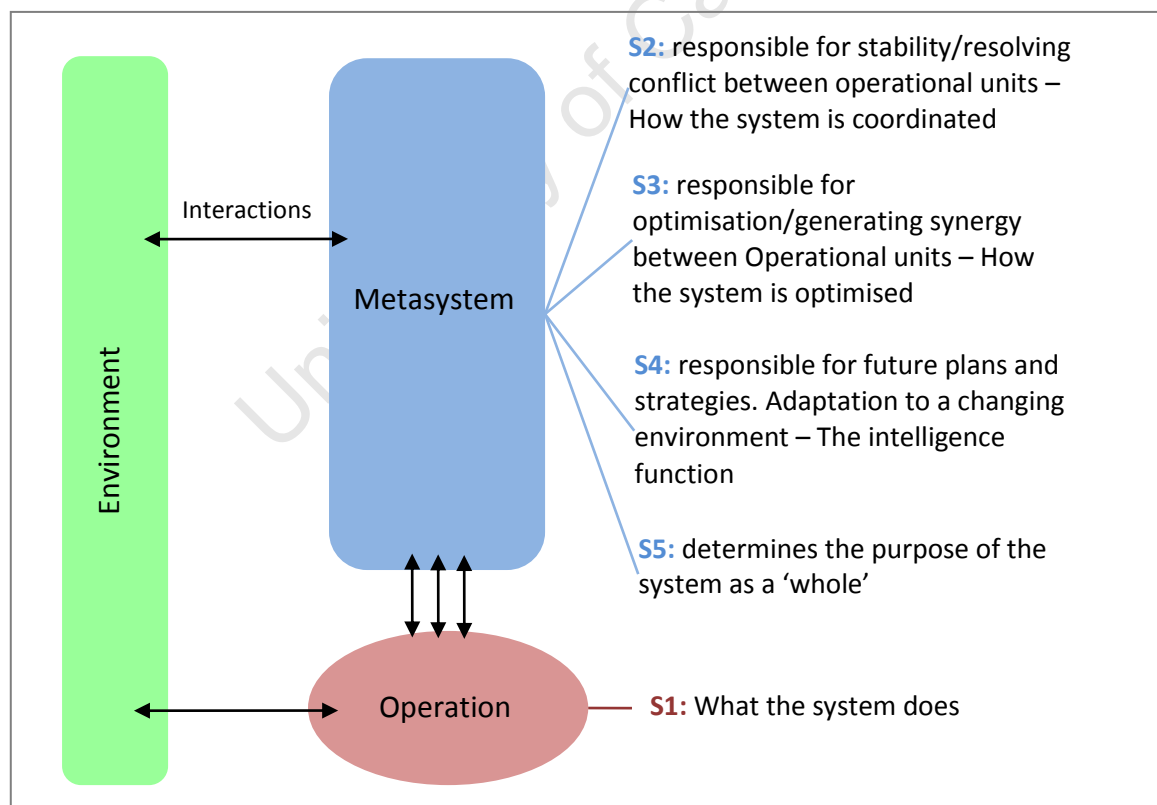 S2: responsible for stability/resolving
conflict between operational units –
How the system is coordinated
S3: responsible for
optimisation/generating synergy
between Operational units – How
the system is optimised
Interactions
Metasystem
S4: responsible for future plans and
strategies. Adaptation to a changing
environment – The intelligence
function
Environment
S5: determines the purpose of the
system as a ‘whole’
Operation
S1: What the system does